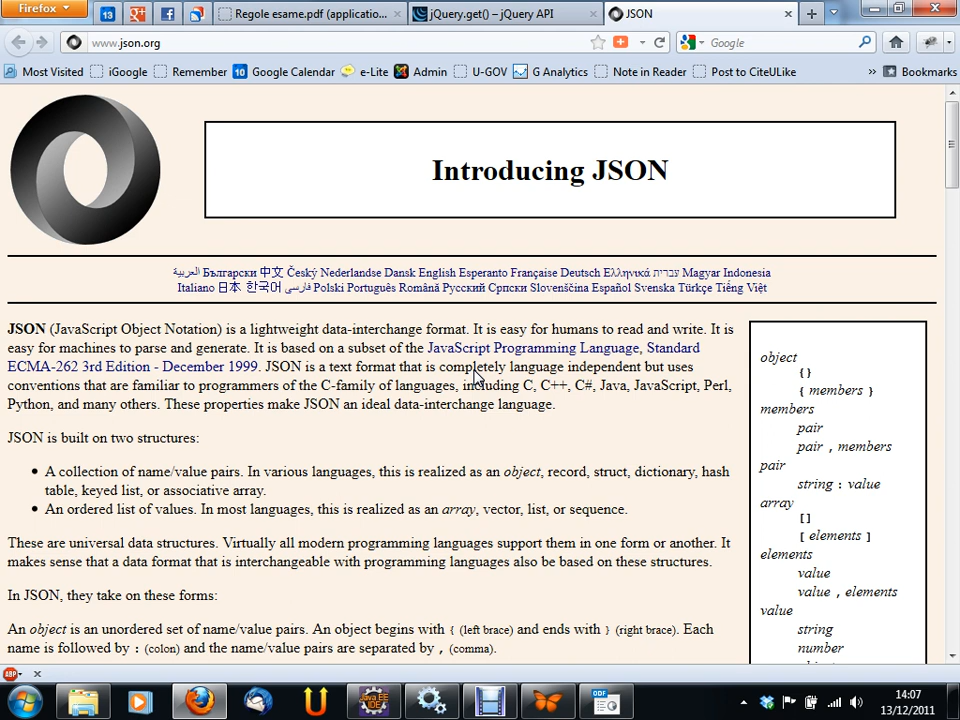 Firefox
13
Regole esame.pdf (applicatio...
jQuery.get() – jQuery API
JSON
www.json.org
Google
Most Visited iGoogle Remember 10 Google Calendar e-Lite Admin U-GOV G Analytics Note in Reader Post to CiteULike » Bookmarks
Introducing JSON
العربية Български 中文 Český Nederlandse Dansk English Esperanto Française Deutsch Ελληνικά עברית Magyar Indonesia
Italiano 日本 한국어 فارسی Polski Português Română Русский Српски Slovenščina Español Svenska Türkçe Tiếng Việt
JSON (JavaScript Object Notation) is a lightweight data-interchange format. It is easy for humans to read and write. It is
easy for machines to parse and generate. It is based on a subset of the JavaScript Programming Language, Standard
ECMA-262 3rd Edition - December 1999. JSON is a text format that is completely language independent but uses
conventions that are familiar to programmers of the C-family of languages, including C, C++, C#, Java, JavaScript, Perl,
Python, and many others. These properties make JSON an ideal data-interchange language.
JSON is built on two structures:
• A collection of name/value pairs. In various languages, this is realized as an object, record, struct, dictionary, hash
table, keyed list, or associative array.
• An ordered list of values. In most languages, this is realized as an array, vector, list, or sequence.
These are universal data structures. Virtually all modern programming languages support them in one form or another. It
makes sense that a data format that is interchangeable with programming languages also be based on these structures.
In JSON, they take on these forms:
An object is an unordered set of name/value pairs. An object begins with { (left brace) and ends with } (right brace). Each
name is followed by : (colon) and the name/value pairs are separated by , (comma).
object
{}
{ members }
members
pair
pair , members
pair
string : value
array
[]
[ elements ]
elements
value
value , elements
value
string
number
ABP
Java EE
IDE
ODF
14:07
13/12/2011